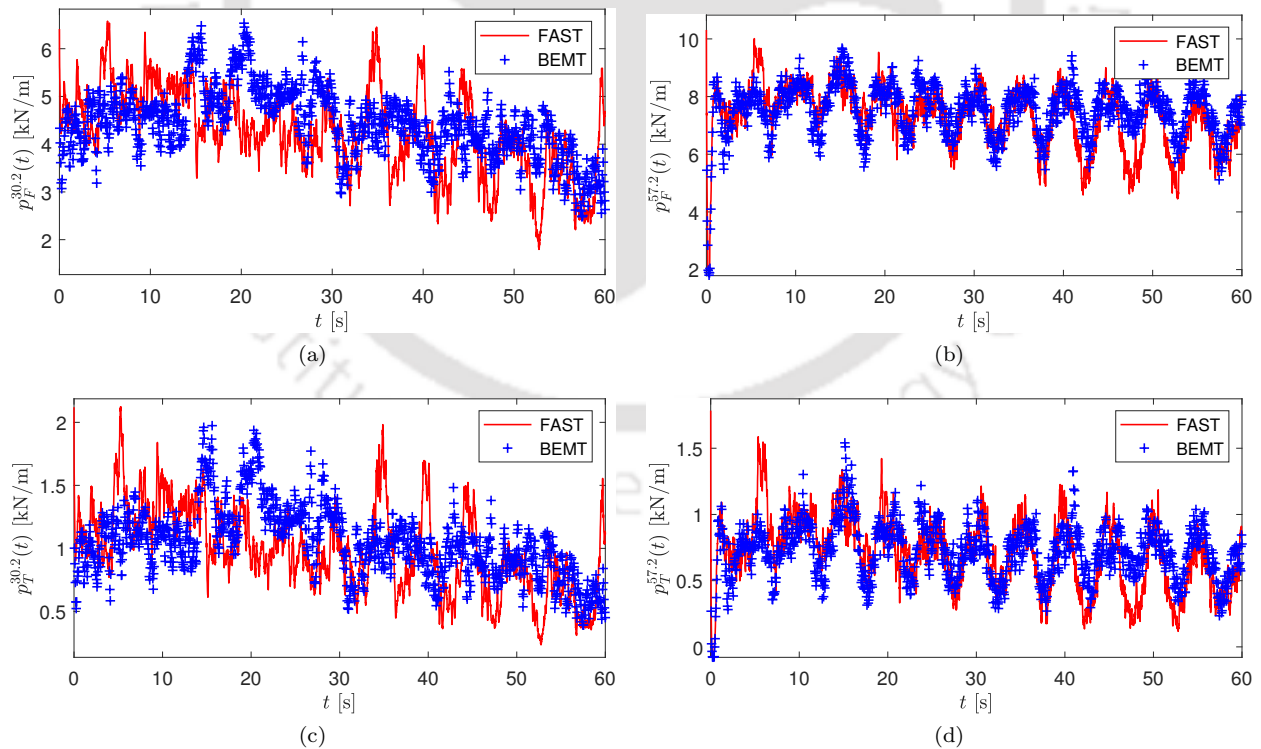 6
5
4
3
2
0 10 20 30 40 50 60
p_F^{30.2}(t) [kN/m]
t [s]
FAST
BEMT
(a)
10
8
6
4
2
0 10 20 30 40 50 60
p_F^{57.2}(t) [kN/m]
t [s]
FAST
BEMT
(b)
2
1.5
1
0.5
0 10 20 30 40 50 60
p_T^{30.2}(t) [kN/m]
t [s]
FAST
BEMT
(c)
1.5
1
0.5
0
0 10 20 30 40 50 60
p_T^{57.2}(t) [kN/m]
t [s]
FAST
BEMT
(d)